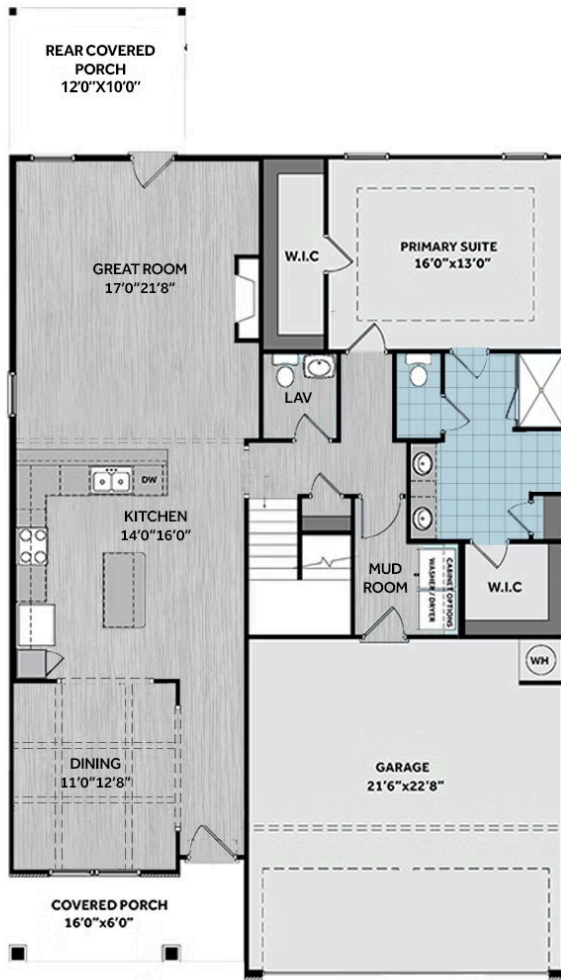 REAR COVERED
PORCH
12'0"X10'0"
GREAT ROOM
17'0"21'8"
W.I.C
PRIMARY SUITE
16'0"x13'0"
LAV
DW
KITCHEN
14'0"16'0"
MUD
ROOM
CABINET OPTIONS
WASHER / DRYER
W.I.C
WH
DINING
11'0"12'8"
GARAGE
21'6"x22'8"
COVERED PORCH
16'0"x6'0"